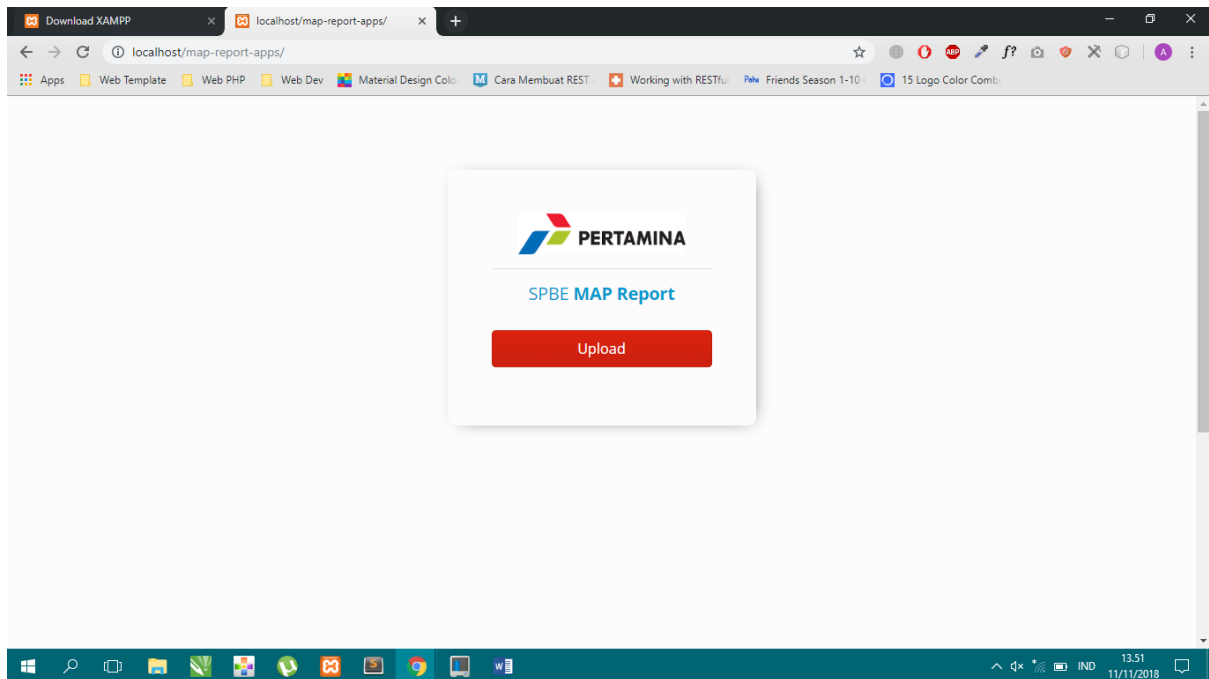 Download XAMPP
localhost/map-report-apps/
localhost/map-report-apps/
ABP
f?
A
Apps
Web Template
Web PHP
Web Dev
Material Design Colo
M
Cara Membuat REST
Working with RESTful
Friends Season 1-10
15 Logo Color Comb
PERTAMINA
SPBE MAP Report
Upload
IND
13.51
11/11/2018